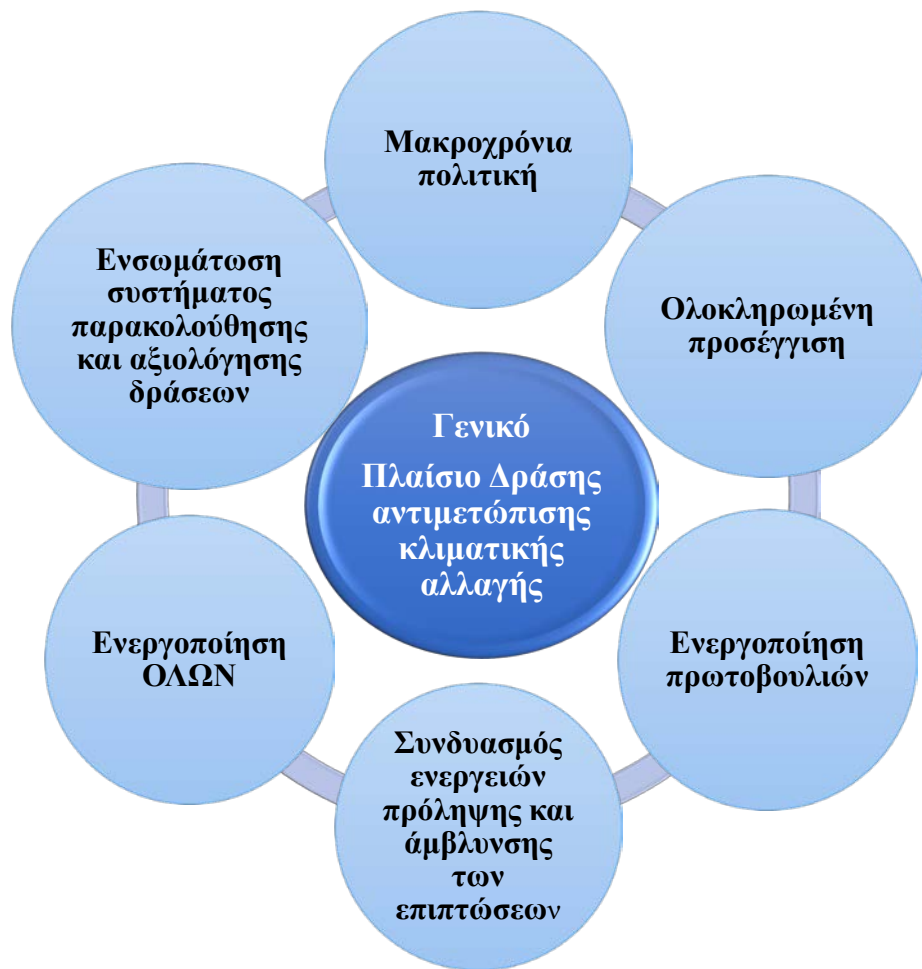 Μακροχρόνια
πολιτική
Ολοκληρωμένη
προσέγγιση
Ενεργοποίηση
πρωτοβουλιών
Συνδυασμός
ενεργειών
πρόληψης και
άμβλυνσης
των
επιπτώσεων
Ενεργοποίηση
ΟΛΩΝ
Ενσωμάτωση
συστήματος
παρακολούθησης
και αξιολόγησης
δράσεων
Γενικό
Πλαίσιο Δράσης
αντιμετώπισης
κλιματικής
αλλαγής